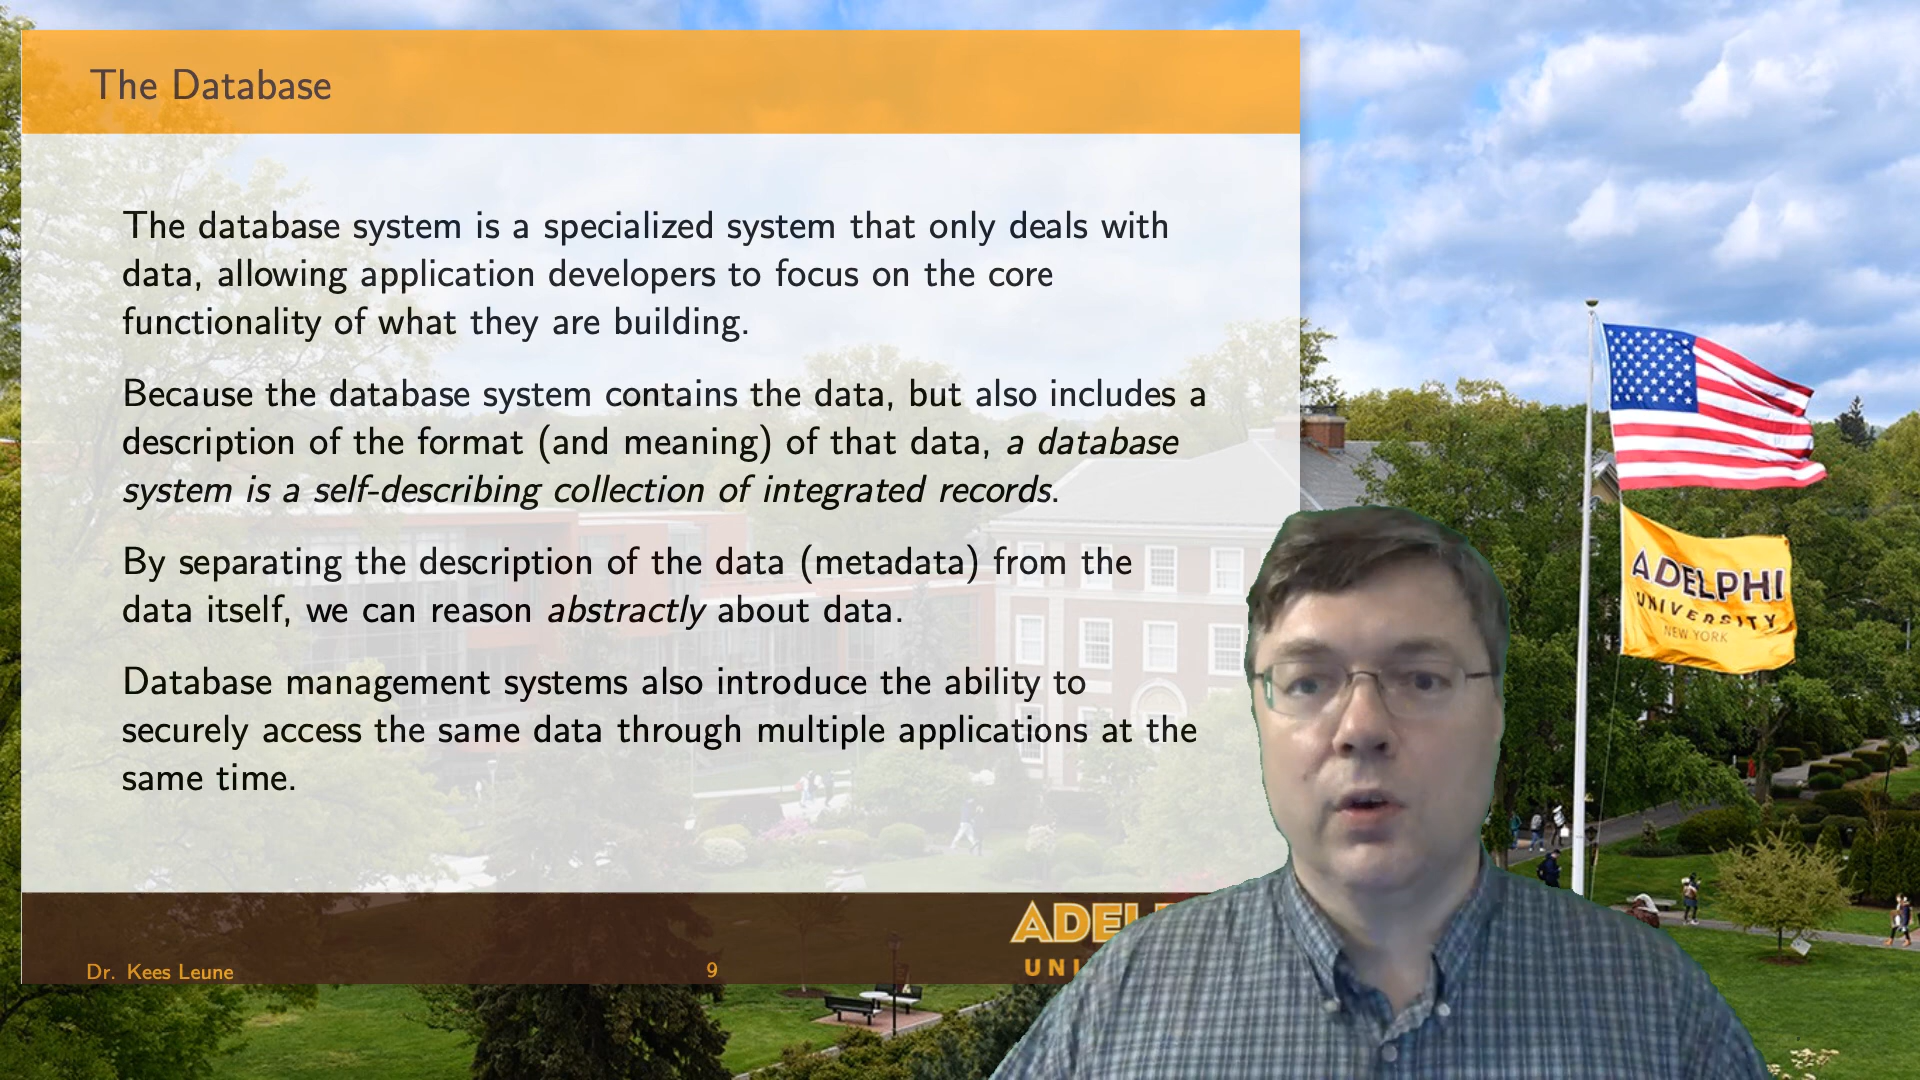 The Database
The database system is a specialized system that only deals with
data, allowing application developers to focus on the core
functionality of what they are building.
Because the database system contains the data, but also includes a
description of the format (and meaning) of that data, a database
system is a self-describing collection of integrated records.
By separating the description of the data (metadata) from the
data itself, we can reason abstractly about data.
Database management systems also introduce the ability to
securely access the same data through multiple applications at the
same time.
ADELPHI
UNIVERSITY
NEW YORK
Dr. Kees Leune
9